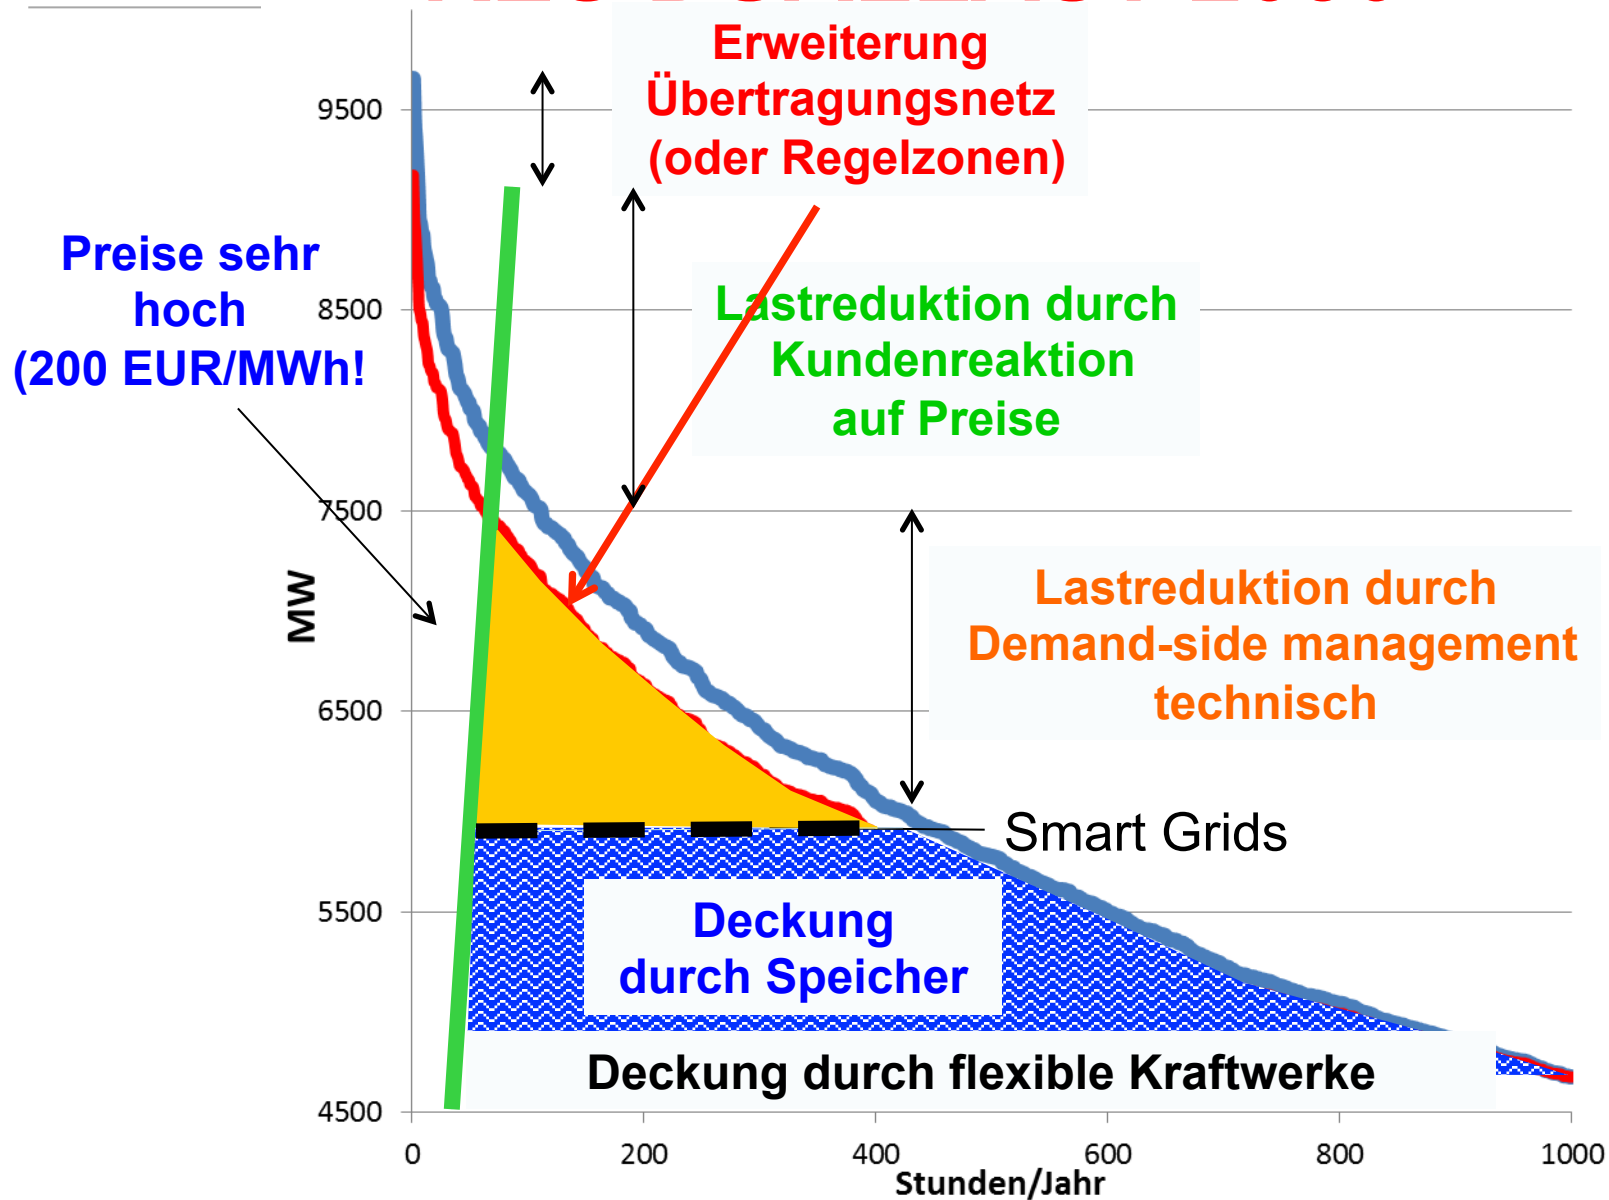 Erweiterung
Übertragungsnetz
(oder Regelzonen)
9500
Preise sehr
hoch
(200 EUR/MWh!
8500
Lastreduktion durch
Kundenreaktion
auf Preise
7500
MW
Lastreduktion durch
Demand-side management
technisch
6500
Smart Grids
5500
Deckung
durch Speicher
Deckung durch flexible Kraftwerke
4500
0 200 400 600 800 1000
Stunden/Jahr